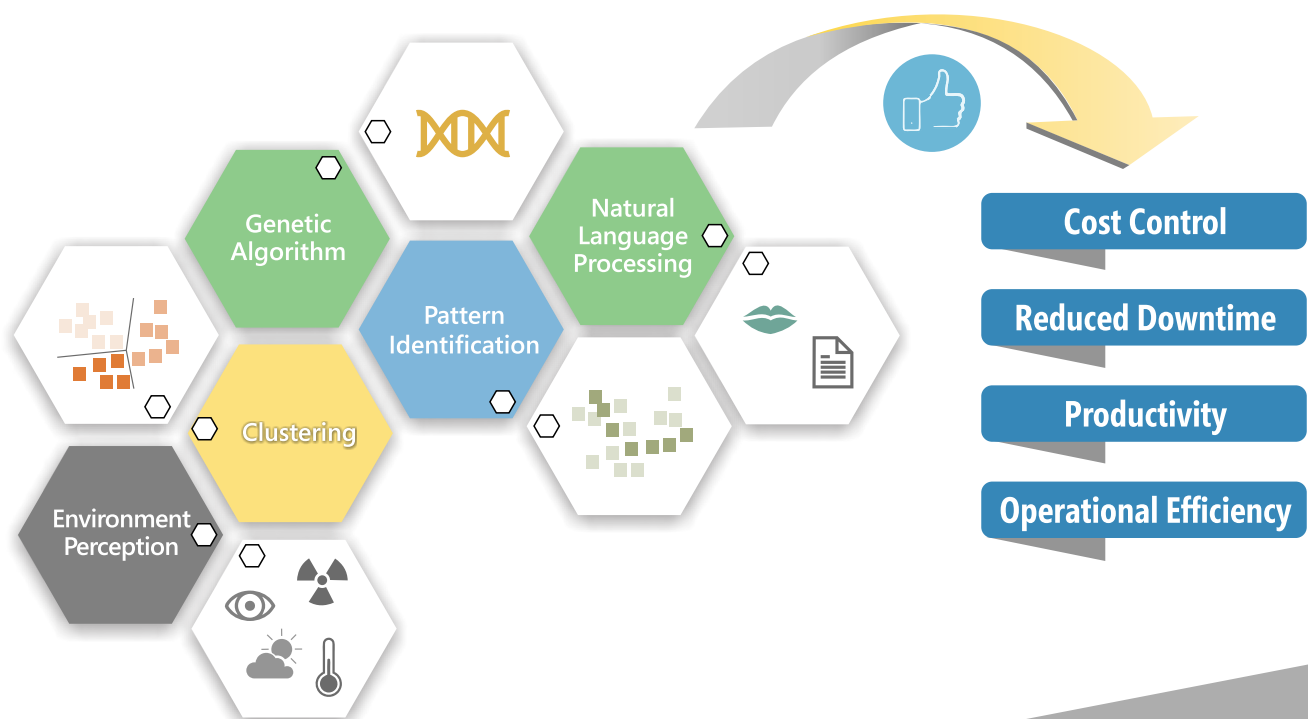 Genetic
Algorithm
Natural
Language
Processing
Pattern
Identification
Clustering
Environment
Perception
Cost Control
Reduced Downtime
Productivity
Operational Efficiency